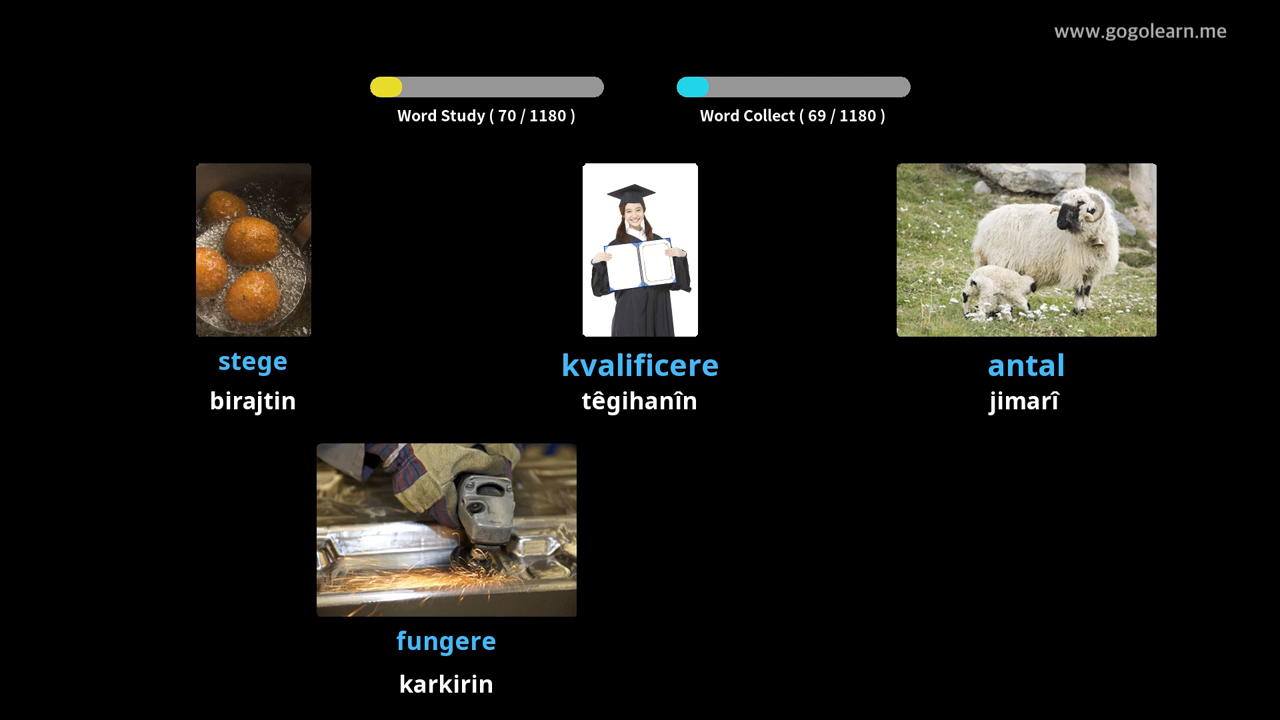 www.gogolearn.me
Word Study ( 70 / 1180 )
Word Collect ( 69 / 1180 )
stege
birajtin
kvalificere
têgihanîn
antal
jimarî
fungere
karkirin